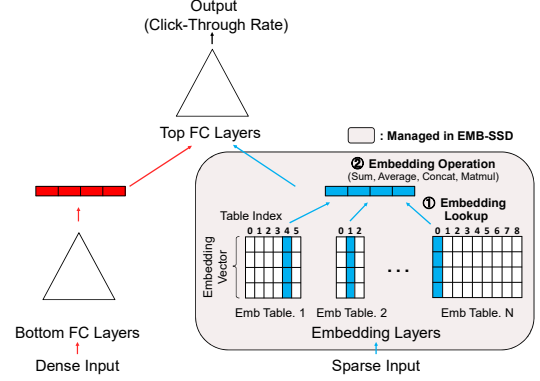 Output
(Click-Through Rate)
Top FC Layers
: Managed in EMB-SSD
② Embedding Operation
(Sum, Average, Concat, Matmul)
① Embedding
Lookup
Table Index
0 1 2 3 4 5
0 1 2
0 1 2 3 4 5 6 7 8
Embedding
Vector
...
Emb Table. 1
Emb Table. 2
Emb Table. N
Bottom FC Layers
Embedding Layers
Dense Input
Sparse Input